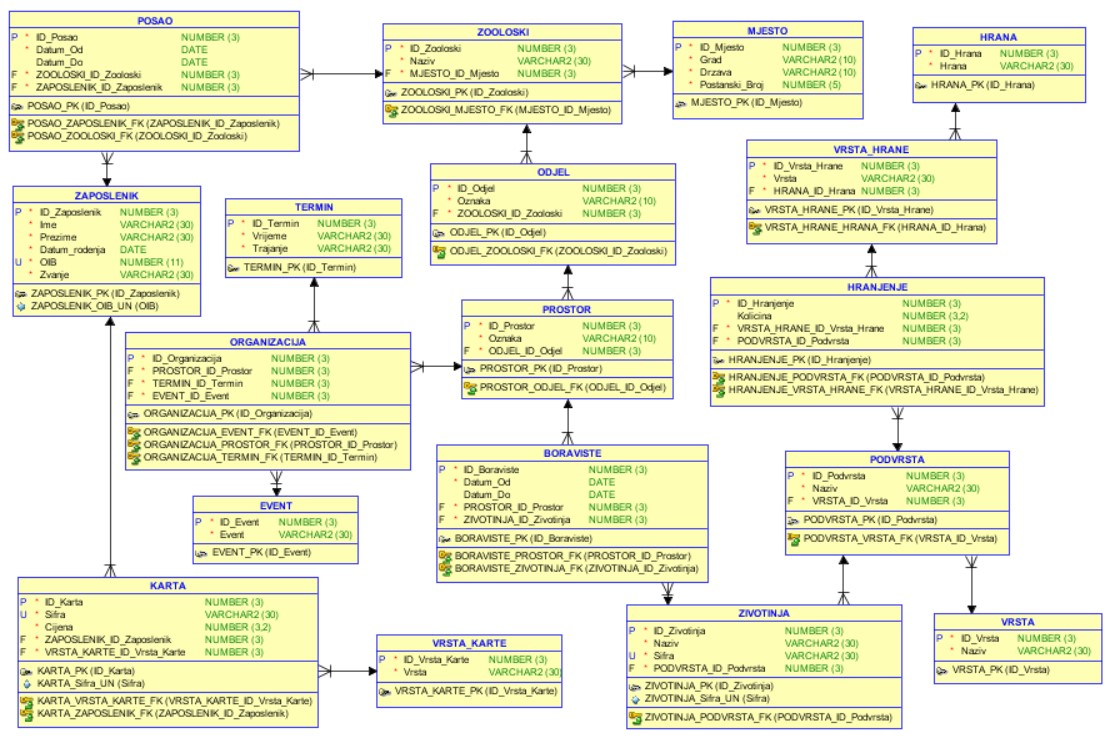 POSAO
P * ID_Posao NUMBER (3)
* Datum_Od DATE
Datum_Do DATE
F * ZOOLOSKI_ID_Zooloski NUMBER (3)
F * ZAPOSLENIK_ID_Zaposlenik NUMBER (3)
POSAO_PK (ID_Posao)
POSAO_ZAPOSLENIK_FK (ZAPOSLENIK_ID_Zaposlenik)
POSAO_ZOOLOSKI_FK (ZOOLOSKI_ID_Zooloski)
ZOOLOSKI
P * ID_Zooloski NUMBER (3)
* Naziv VARCHAR2 (30)
F * MJESTO_ID_Mjesto NUMBER (3)
ZOOLOSKI_PK (ID_Zooloski)
ZOOLOSKI_MJESTO_FK (MJESTO_ID_Mjesto)
MJESTO
P * ID_Mjesto NUMBER (3)
* Grad VARCHAR2 (10)
* Drzava VARCHAR2 (10)
* Postanski_Broj NUMBER (5)
MJESTO_PK (ID_Mjesto)
HRANA
P * ID_Hrana NUMBER (3)
* Hrana VARCHAR2 (30)
HRANA_PK (ID_Hrana)
VRSTA_HRANE
P * ID_Vrsta_Hrane NUMBER (3)
* Vrsta VARCHAR2 (30)
F * HRANA_ID_Hrana NUMBER (3)
VRSTA_HRANE_PK (ID_Vrsta_Hrane)
VRSTA_HRANE_HRANA_FK (HRANA_ID_Hrana)
ZAPOSLENIK
P * ID_Zaposlenik NUMBER (3)
* Ime VARCHAR2 (30)
* Prezime VARCHAR2 (30)
* Datum_rodenja DATE
U * OIB NUMBER (11)
* Zvanje VARCHAR2 (30)
ZAPOSLENIK_PK (ID_Zaposlenik)
ZAPOSLENIK_OIB_UN (OIB)
TERMIN
P * ID_Termin NUMBER (3)
* Vrijeme VARCHAR2 (30)
* Trajanje VARCHAR2 (30)
TERMIN_PK (ID_Termin)
ODJEL
P * ID_Odjel NUMBER (3)
* Oznaka VARCHAR2 (10)
F * ZOOLOSKI_ID_Zooloski NUMBER (3)
ODJEL_PK (ID_Odjel)
ODJEL_ZOOLOSKI_FK (ZOOLOSKI_ID_Zooloski)
HRANJENJE
P * ID_Hranjenje NUMBER (3)
Kolicina NUMBER (3,2)
F * VRSTA_HRANE_ID_Vrsta_Hrane NUMBER (3)
F * PODVRSTA_ID_Podvrsta NUMBER (3)
HRANJENJE_PK (ID_Hranjenje)
HRANJENJE_PODVRSTA_FK (PODVRSTA_ID_Podvrsta)
HRANJENJE_VRSTA_HRANE_FK (VRSTA_HRANE_ID_Vrsta_Hrane)
PROSTOR
P * ID_Prostor NUMBER (3)
Oznaka VARCHAR2 (10)
F * ODJEL_ID_Odjel NUMBER (3)
PROSTOR_PK (ID_Prostor)
PROSTOR_ODJEL_FK (ODJEL_ID_Odjel)
ORGANIZACIJA
P * ID_Organizacija NUMBER (3)
F * PROSTOR_ID_Prostor NUMBER (3)
F * TERMIN_ID_Termin NUMBER (3)
F * EVENT_ID_Event NUMBER (3)
ORGANIZACIJA_PK (ID_Organizacija)
ORGANIZACIJA_EVENT_FK (EVENT_ID_Event)
ORGANIZACIJA_PROSTOR_FK (PROSTOR_ID_Prostor)
ORGANIZACIJA_TERMIN_FK (TERMIN_ID_Termin)
EVENT
P * ID_Event NUMBER (3)
* Event VARCHAR2 (30)
EVENT_PK (ID_Event)
BORAVISTE
P * ID_Boraviste NUMBER (3)
* Datum_Od DATE
Datum_Do DATE
F * PROSTOR_ID_Prostor NUMBER (3)
F * ZIVOTINJA_ID_Zivotinja NUMBER (3)
BORAVISTE_PK (ID_Boraviste)
BORAVISTE_PROSTOR_FK (PROSTOR_ID_Prostor)
BORAVISTE_ZIVOTINJA_FK (ZIVOTINJA_ID_Zivotinja)
PODVRSTA
P * ID_Podvrsta NUMBER (3)
* Naziv VARCHAR2 (30)
F * VRSTA_ID_Vrsta NUMBER (3)
PODVRSTA_PK (ID_Podvrsta)
PODVRSTA_VRSTA_FK (VRSTA_ID_Vrsta)
KARTA
P * ID_Karta NUMBER (3)
U * Sifra VARCHAR2 (30)
* Cijena NUMBER (3,2)
F * ZAPOSLENIK_ID_Zaposlenik NUMBER (3)
F * VRSTA_KARTE_ID_Vrsta_Karte NUMBER (3)
KARTA_PK (ID_Karta)
KARTA_Sifra_UN (Sifra)
KARTA_VRSTA_KARTE_FK (VRSTA_KARTE_ID_Vrsta_Karte)
KARTA_ZAPOSLENIK_FK (ZAPOSLENIK_ID_Zaposlenik)
VRSTA_KARTE
P * ID_Vrsta_Karte NUMBER (3)
* Vrsta VARCHAR2 (30)
VRSTA_KARTE_PK (ID_Vrsta_Karte)
ZIVOTINJA
P * ID_Zivotinja NUMBER (3)
* Naziv VARCHAR2 (30)
U * Sifra VARCHAR2 (30)
F * PODVRSTA_ID_Podvrsta NUMBER (3)
ZIVOTINJA_PK (ID_Zivotinja)
ZIVOTINJA_Sifra_UN (Sifra)
ZIVOTINJA_PODVRSTA_FK (PODVRSTA_ID_Podvrsta)
VRSTA
P * ID_Vrsta NUMBER (3)
* Naziv VARCHAR2 (30)
VRSTA_PK (ID_Vrsta)